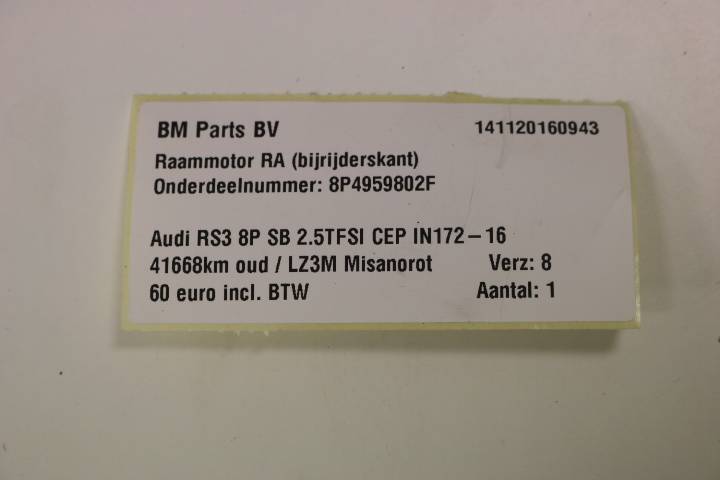 BM Parts BV 141120160943
Raammotor RA (bijrijderskant)
Onderdeelnummer: 8P4959802F
Audi RS3 8P SB 2.5TFSI CEP IN172-16
41668km oud / LZ3M Misanorot Verz: 8
60 euro incl. BTW Aantal: 1